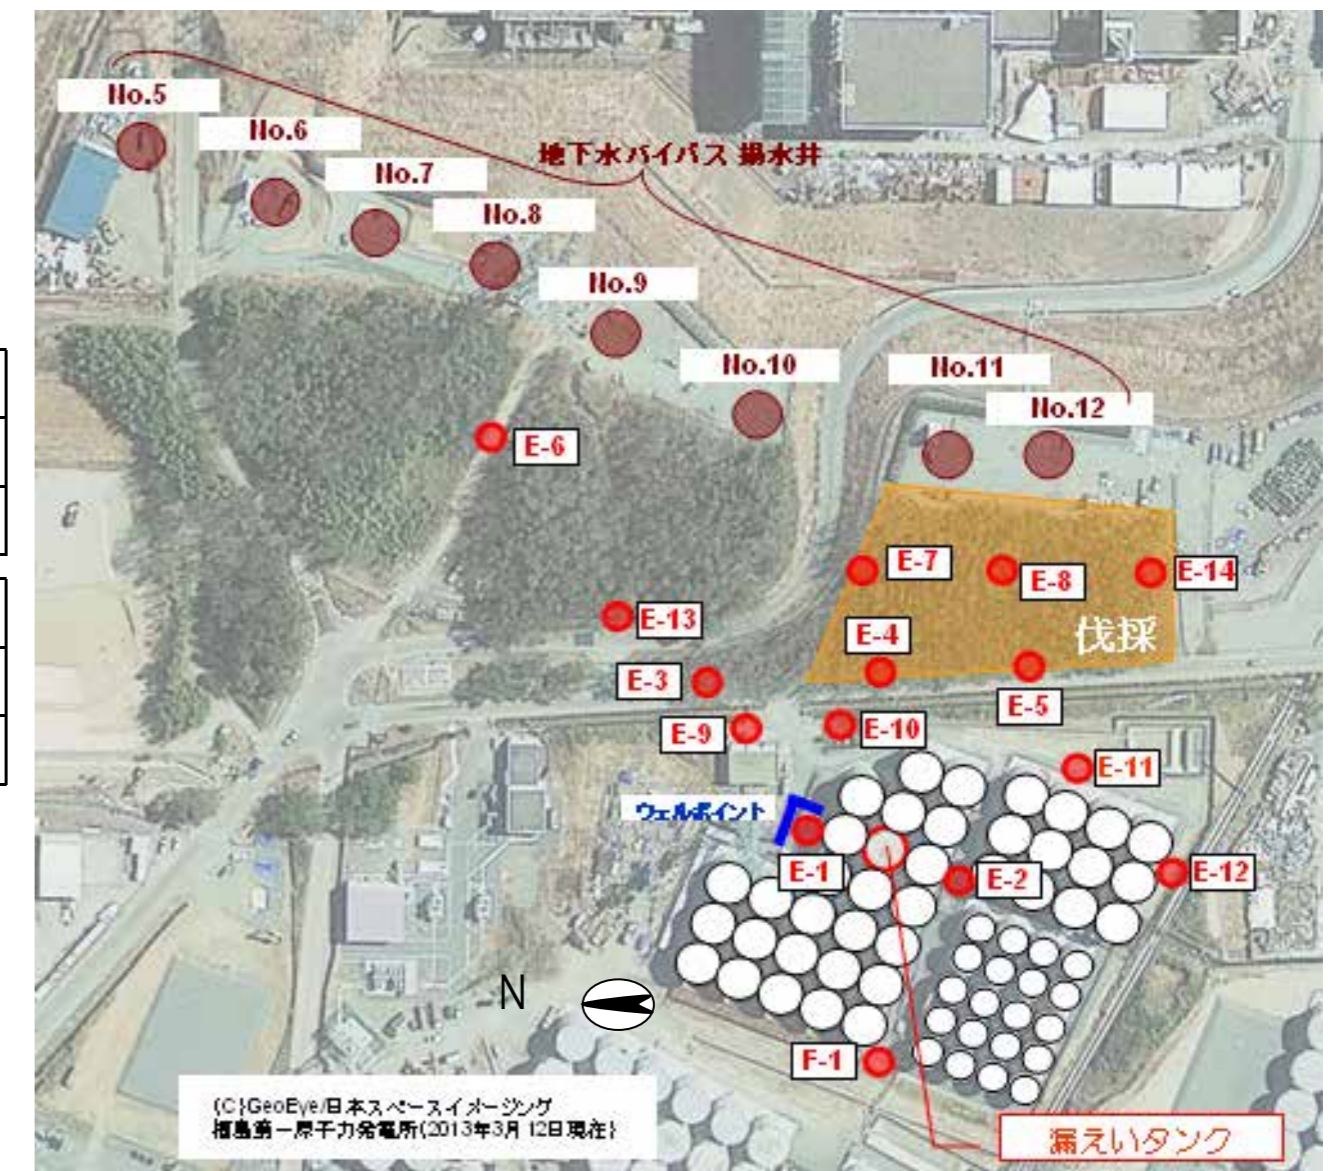 No.5
No.6
地下水バイパス 揚水井
No.7
No.8
No.9
No.10
No.11
No.12
E-6
E-7
E-8
E-14
E-13
E-4
伐採
E-3
E-5
E-9
E-10
E-11
ウェルポイント
E-1
E-2
E-12
N
F-1
(C)GeoEye/日本スペースイメージング
福島第一原子力発電所(2013年3月12日現在)
漏えいタンク